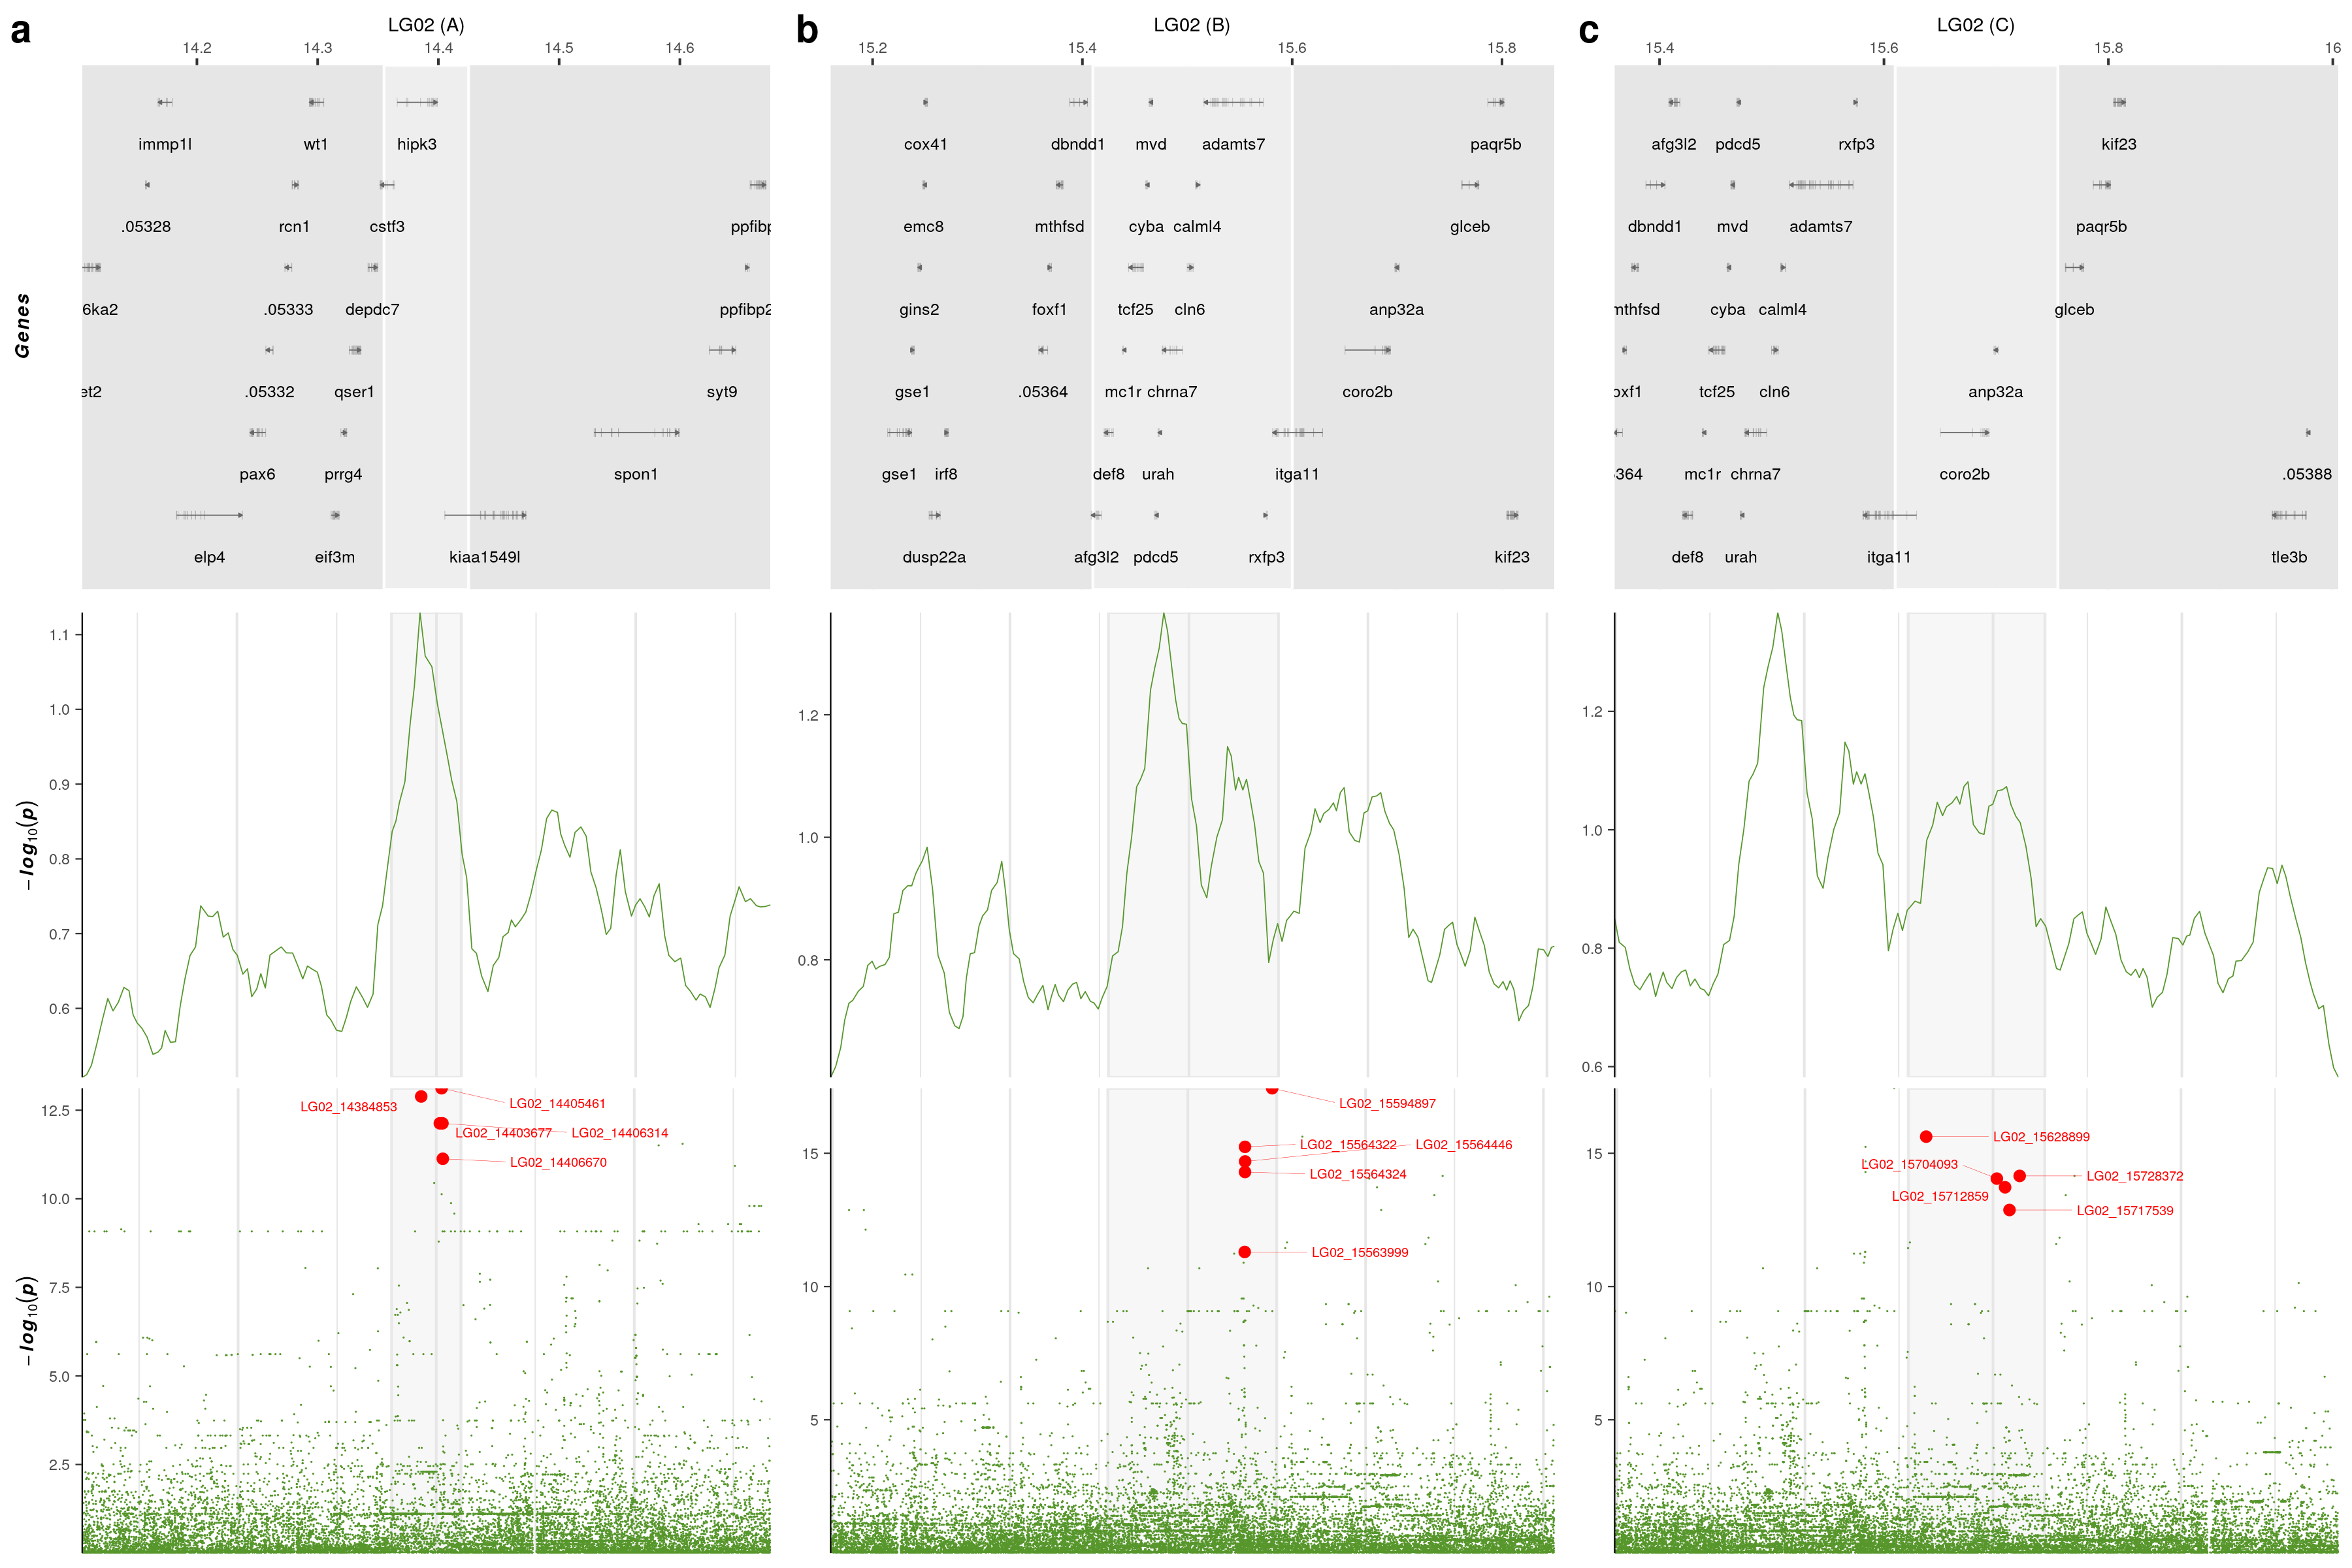 a LG02 (A) b LG02 (B) c LG02 (C)
14.2 14.3 14.4 14.5 14.6 15.2 15.4 15.6 15.8 15.4 15.6 15.8 16
immp1l wt1 hipk3 cox41 dbndd1 mvd adamts7 paqr5b afg3l2 pdcd5 rxfp3 kif23
.05328 rcn1 cstf3 ppfibp emc8 mthfsd cyba calml4 glceb dbndd1 mvd adamts7 paqr5b
Genes
6ka2 .05333 depdc7 ppfibp2 gins2 foxf1 tcf25 cln6 anp32a mthfsd cyba calml4 glceb
et2 .05332 qser1 syt9 gse1 .05364 mc1r chrna7 coro2b oxf1 tcf25 cln6 anp32a
pax6 prrg4 spon1 gse1 irf8 def8 urah itga11 364 mc1r chrna7 coro2b .05388
elp4 eif3m kiaa1549l dusp22a afg3l2 pdcd5 rxfp3 kif23 def8 urah itga11 tle3b
−log10(p)
1.1
1.0
0.9
0.8
0.7
0.6
1.2
1.0
0.8
1.2
1.0
0.8
0.6
−log10(p)
12.5
10.0
7.5
5.0
2.5
LG02_14384853 LG02_14405461
LG02_14403677 LG02_14406314
LG02_14406670
15
10
5
LG02_15594897
LG02_15564322 LG02_15564446
LG02_15564324
LG02_15563999
15
10
5
LG02_15628899
LG02_15704093 LG02_15728372
LG02_15712859
LG02_15717539